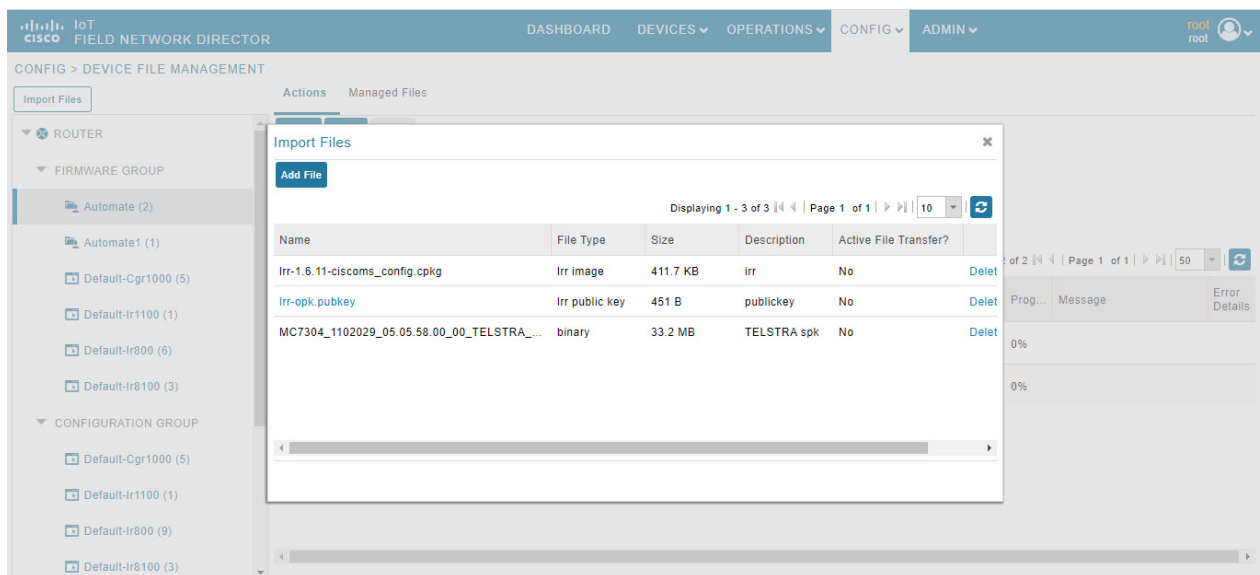 IoT
CISCO FIELD NETWORK DIRECTOR
DASHBOARD DEVICES OPERATIONS CONFIG ADMIN
root
root
CONFIG > DEVICE FILE MANAGEMENT
Import Files
Actions Managed Files
ROUTER
FIRMWARE GROUP
Automate (2)
Automate1 (1)
Default-Cgr1000 (5)
Default-Ir1100 (1)
Default-Ir800 (6)
Default-Ir8100 (3)
CONFIGURATION GROUP
Default-Cgr1000 (5)
Default-Ir1100 (1)
Default-Ir800 (9)
Default-Ir8100 (3)
Import Files
Add File
Displaying 1 - 3 of 3 Page 1 of 1 10
Name File Type Size Description Active File Transfer?
lrr-1.6.11-ciscoms_config.cpkg lrr image 411.7 KB irr No Delet
lrr-opk.pubkey lrr public key 451 B publickey No Delet
MC7304_1102029_05.05.58.00_00_TELSTRA_... binary 33.2 MB TELSTRA spk No Delet
of 2 Page 1 of 1 50
Prog... Message Error Details
0%
0%